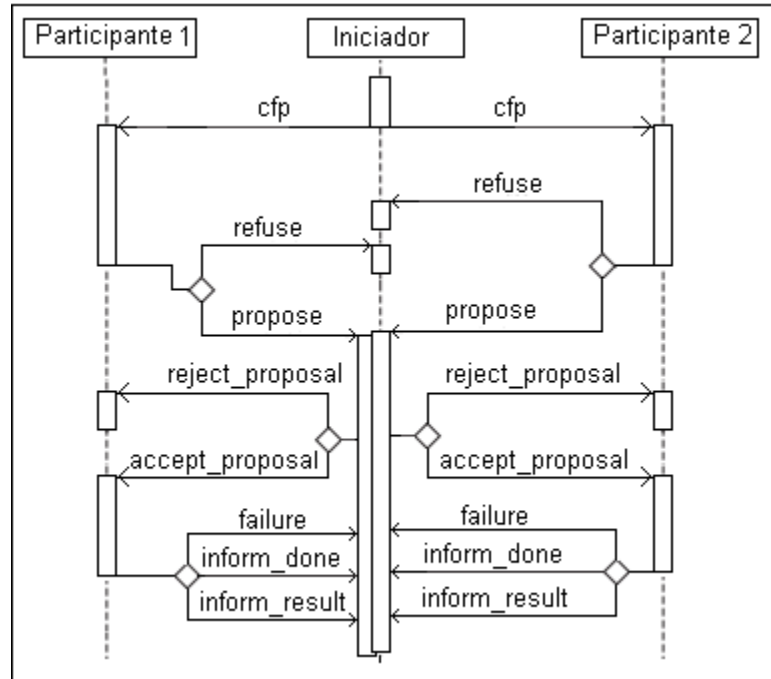 Participante 1 Iniciador Participante 2
cfp cfp
refuse
refuse
propose propose
reject_proposal reject_proposal
accept_proposal accept_proposal
failure failure
inform_done inform_done
inform_result inform_result